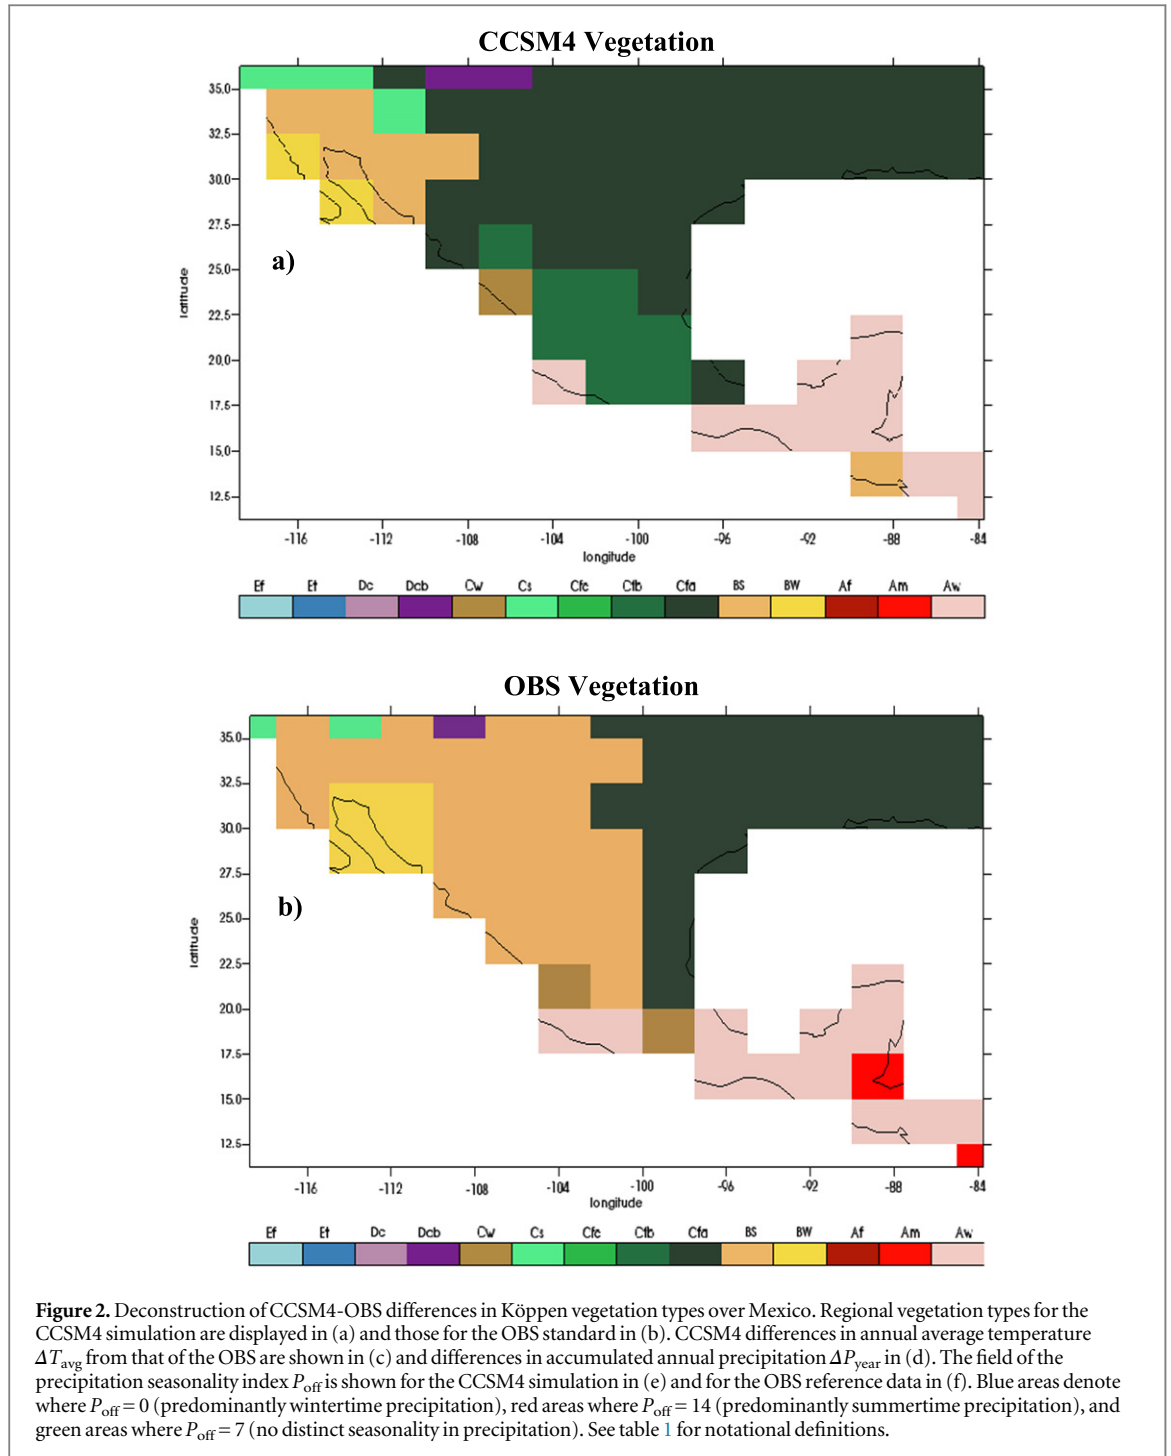 CCSM4 Vegetation
35.0
32.5
30.0
27.5
25.0
22.5
20.0
17.5
15.0
12.5
latitude
a)
-116 -112 -108 -104 -100 -96 -92 -88 -84
longitude
Ef Et Dc Dcb Cw Cs Cfc Cfb Cfa BS BW Af Am Aw
OBS Vegetation
35.0
32.5
30.0
27.5
25.0
22.5
20.0
17.5
15.0
12.5
latitude
b)
-116 -112 -108 -104 -100 -96 -92 -88 -84
longitude
Ef Et Dc Dcb Cw Cs Cfc Cfb Cfa BS BW Af Am Aw
Figure 2. Deconstruction of CCSM4-OBS differences in Köppen vegetation types over Mexico. Regional vegetation types for the
CCSM4 simulation are displayed in (a) and those for the OBS standard in (b). CCSM4 differences in annual average temperature
ΔTavg from that of the OBS are shown in (c) and differences in accumulated annual precipitation ΔPyear in (d). The field of the
precipitation seasonality index Poff is shown for the CCSM4 simulation in (e) and for the OBS reference data in (f). Blue areas denote
where Poff = 0 (predominantly wintertime precipitation), red areas where Poff = 14 (predominantly summertime precipitation), and
green areas where Poff = 7 (no distinct seasonality in precipitation). See table 1 for notational definitions.